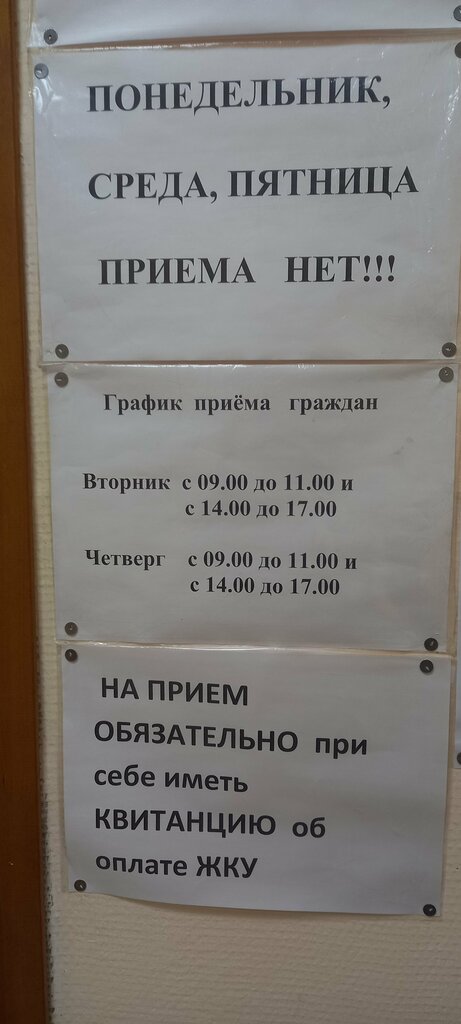 ПОНЕДЕЛЬНИК,
СРЕДА, ПЯТНИЦА
ПРИЕМА НЕТ!!!
График приёма граждан
Вторник с 09.00 до 11.00 и
с 14.00 до 17.00
Четверг с 09.00 до 11.00 и
с 14.00 до 17.00
НА ПРИЕМ
ОБЯЗАТЕЛЬНО при
себе иметь
КВИТАНЦИЮ об
оплате ЖКУ